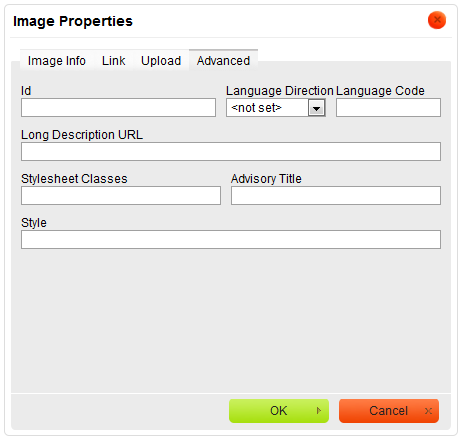 Image Properties
Image Info Link Upload Advanced
Id Language Direction Language Code
<not set>
Long Description URL
Stylesheet Classes Advisory Title
Style
OK Cancel